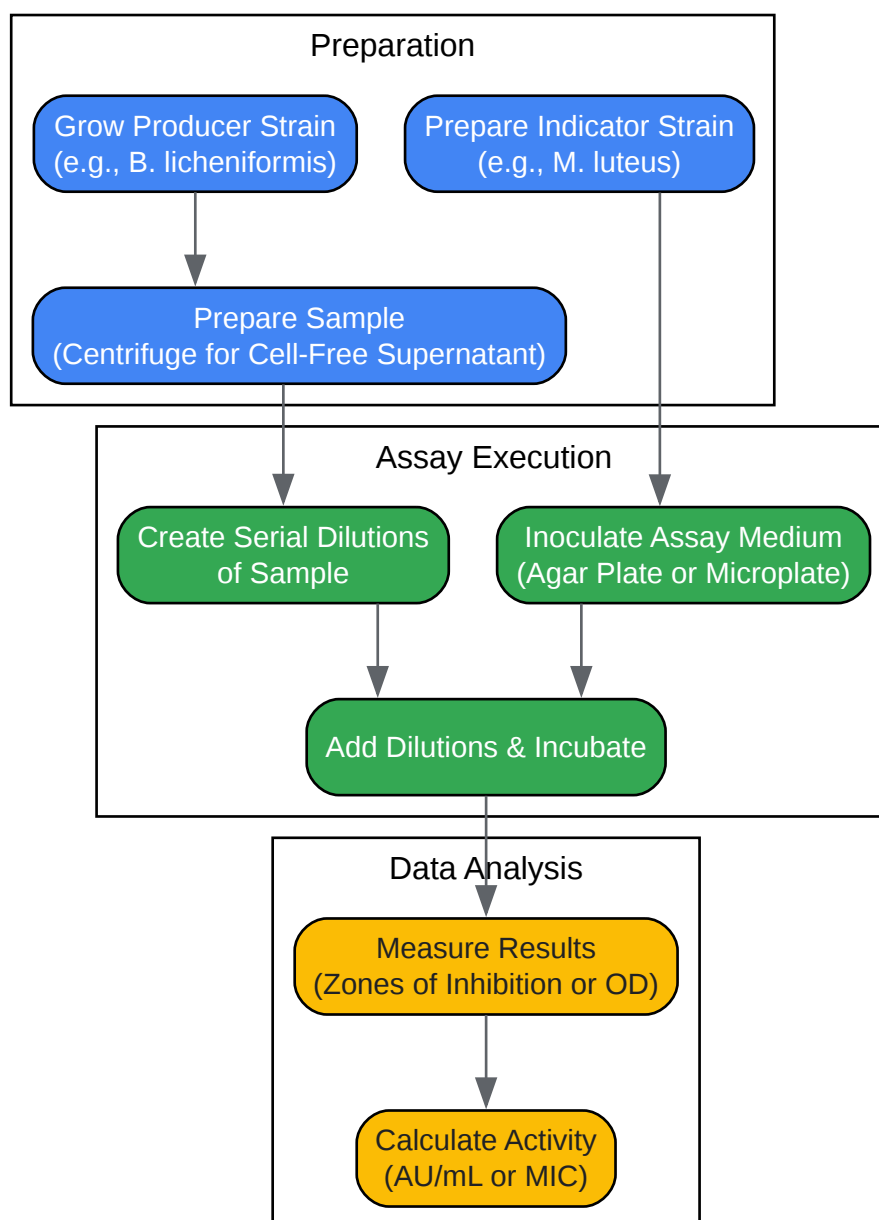 Preparation
Grow Producer Strain
(e.g., B. licheniformis)
Prepare Indicator Strain
(e.g., M. luteus)
Prepare Sample
(Centrifuge for Cell-Free Supernatant)
Assay Execution
Create Serial Dilutions
of Sample
Inoculate Assay Medium
(Agar Plate or Microplate)
Add Dilutions & Incubate
Data Analysis
Measure Results
(Zones of Inhibition or OD)
Calculate Activity
(AU/mL or MIC)